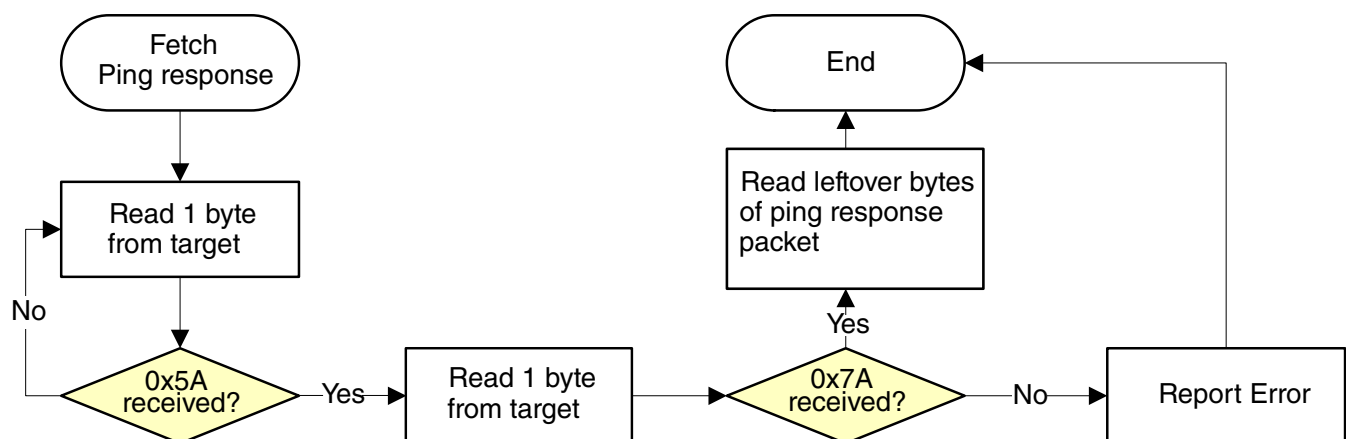 Fetch
Ping response
End
Read 1 byte
from target
Read leftover bytes
of ping response
packet
No
Yes
0x5A
received?
Yes
Read 1 byte
from target
0x7A
received?
No
Report Error